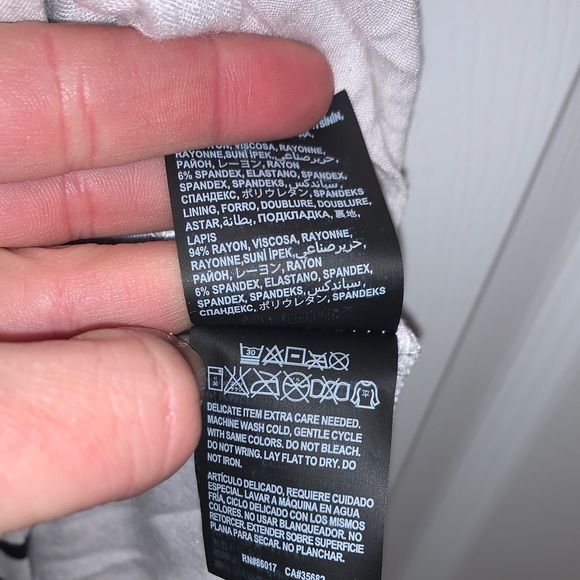 RAYON, VISCOSA, RAYONNE,
RAYONNE,SUNİ İPEK,حرير صناعي,
РАЙОН, レーヨン, RAYON
6% SPANDEX, ELASTANO, SPANDEX,
SPANDEX, SPANDEKS,سباندكس,
СПАНДЕКС, ポリウレタン, SPANDEKS
LINING, FORRO, DOUBLURE, DOUBLURE,
ASTAR,بطانة,ПОДКЛАДКА, 裏地,
LAPIS
94% RAYON, VISCOSA, RAYONNE,
RAYONNE,SUNİ İPEK,حرير صناعي,
РАЙОН, レーヨン, RAYON
6% SPANDEX, ELASTANO, SPANDEX,
SPANDEX, SPANDEKS,سباندكس,
СПАНДЕКС, ポリウレタン, SPANDEKS
30
30
DELICATE ITEM EXTRA CARE NEEDED.
MACHINE WASH COLD, GENTLE CYCLE
WITH SAME COLORS. DO NOT BLEACH.
DO NOT WRING. LAY FLAT TO DRY. DO
NOT IRON.
ARTÍCULO DELICADO, REQUIERE CUIDADO
ESPECIAL. LAVAR A MÁQUINA EN AGUA
FRÍA, CICLO DELICADO CON LOS MISMOS
COLORES, NO USAR BLANQUEADOR. NO
RETORCER. EXTENDER SOBRE SUPERFICIE
PARA SECAR. NO PLANCHAR.
RN#86017 CA#35682